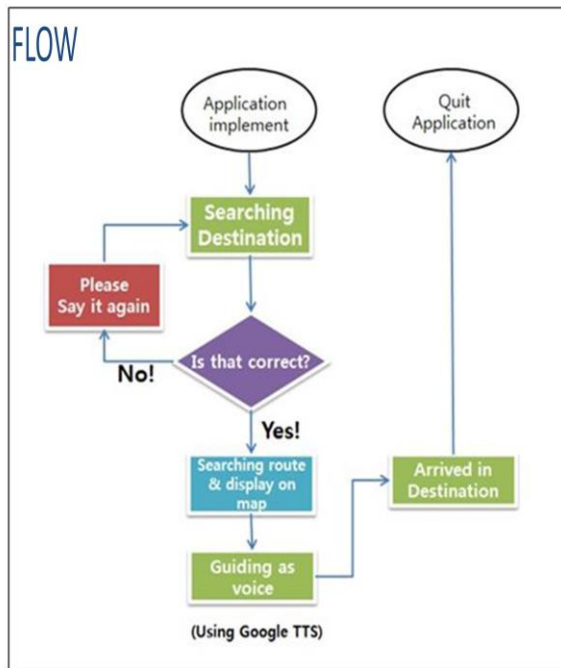 FLOW
Application
implement
Quit
Application
Searching
Destination
Please
Say it again
Is that correct?
No!
Yes!
Searching route
& display on
map
Arrived in
Destination
Guiding as
voice
(Using Google TTS)